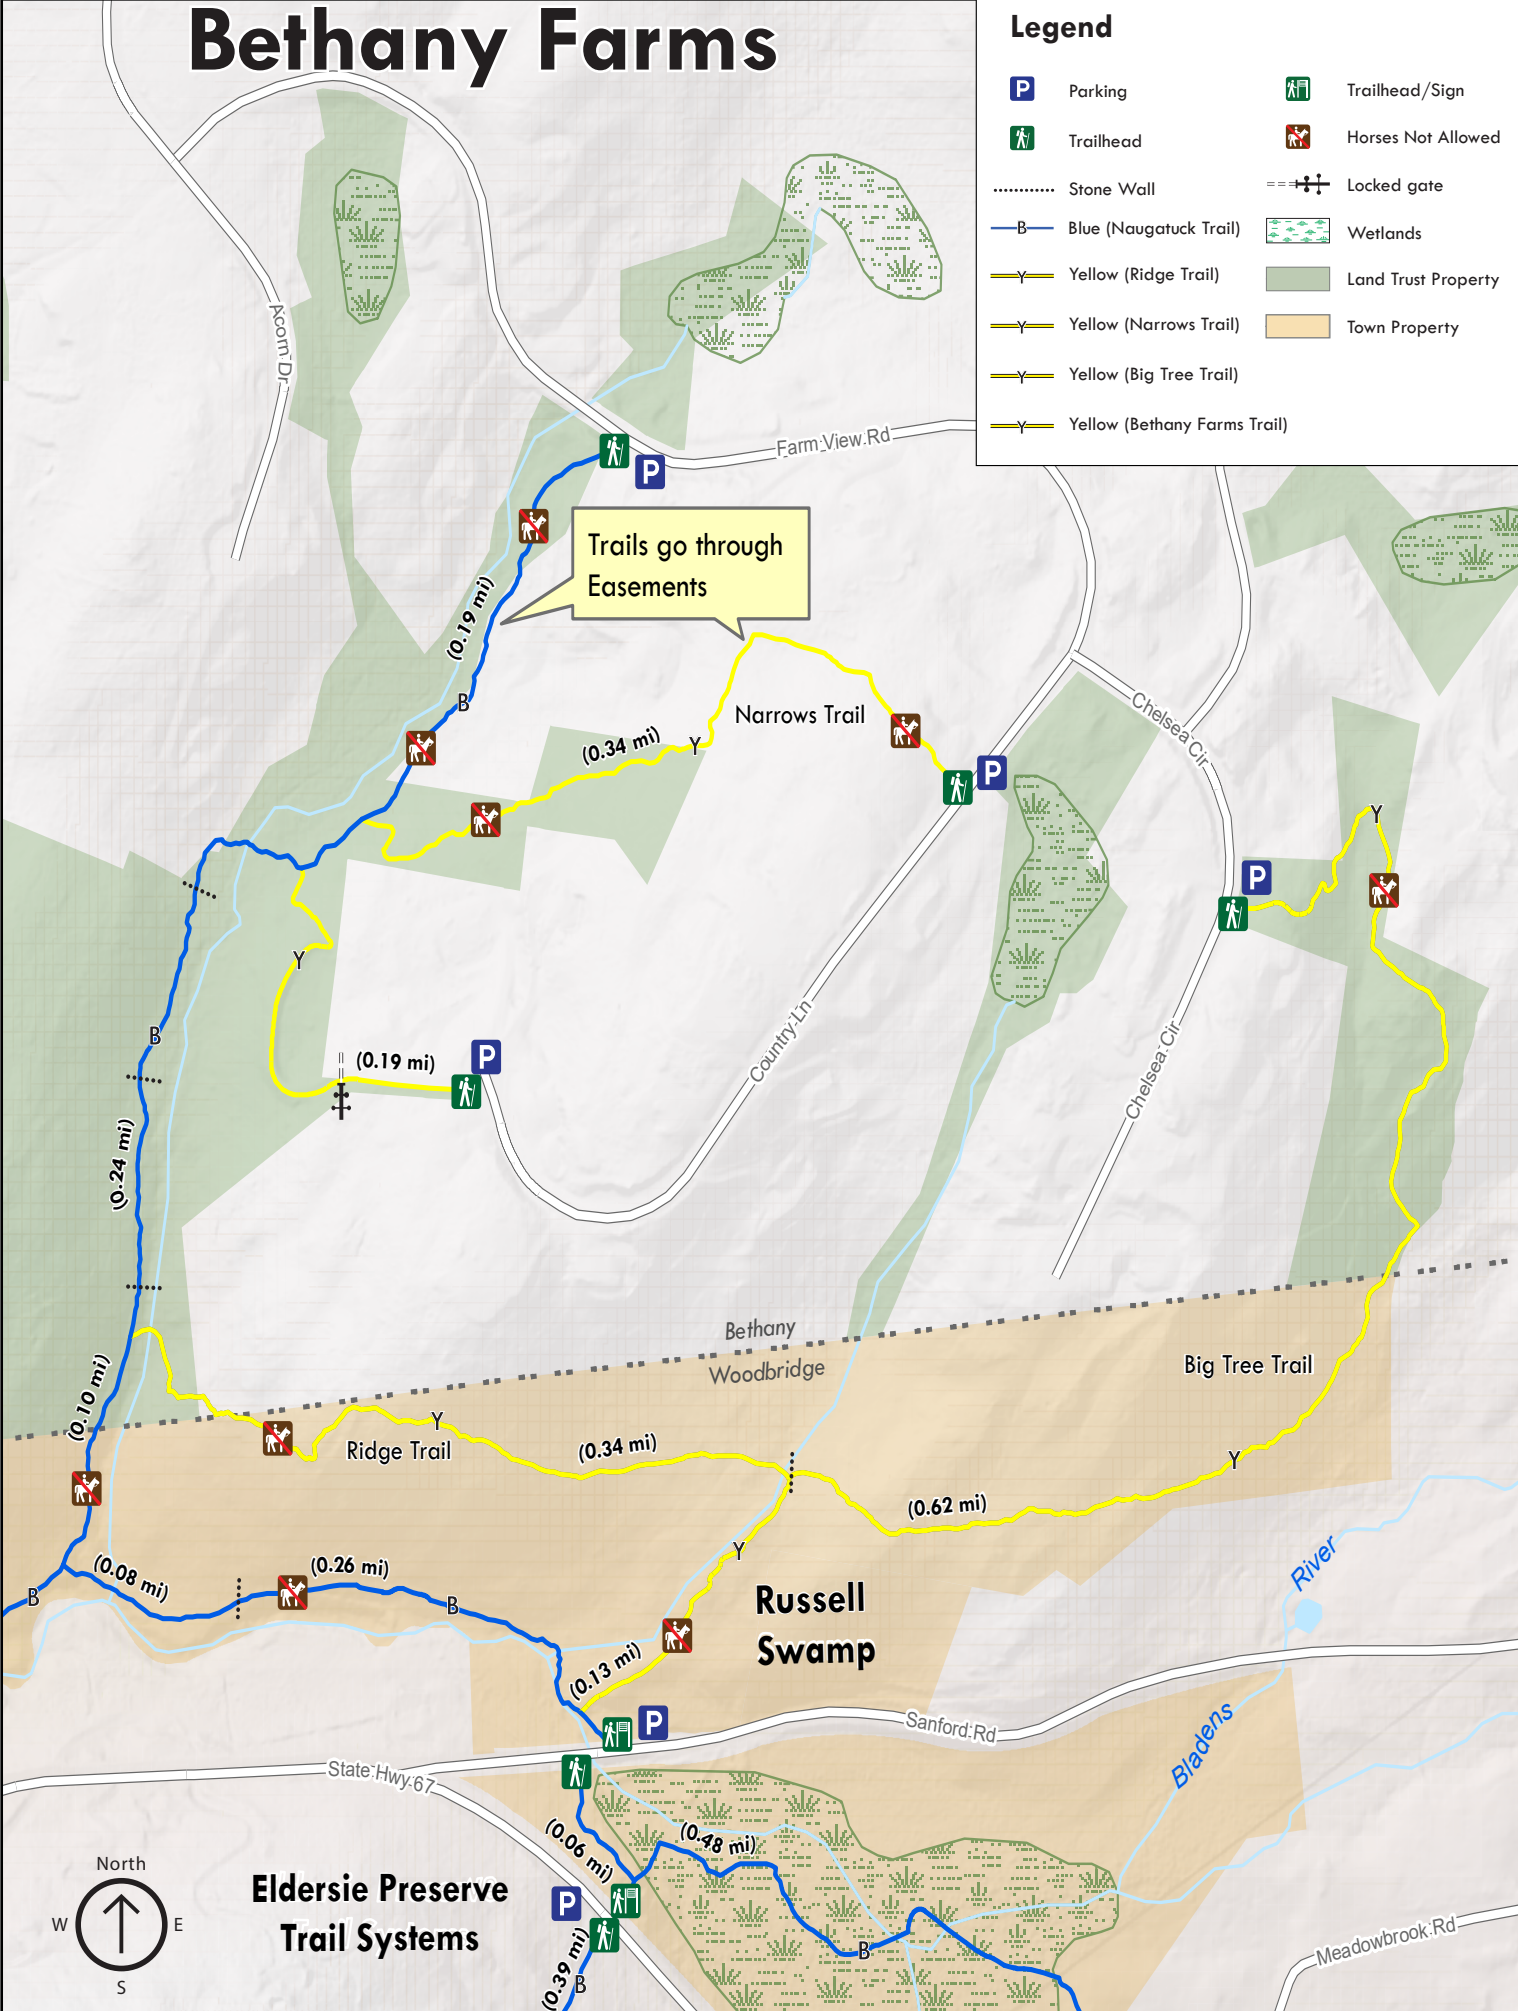 Bethany Farms
Legend
P Parking
Trailhead/Sign
Trailhead
Horses Not Allowed
Stone Wall
Locked gate
B Blue (Naugatuck Trail)
Wetlands
Y Yellow (Ridge Trail)
Land Trust Property
Y Yellow (Narrows Trail)
Town Property
Y Yellow (Big Tree Trail)
Y Yellow (Bethany Farms Trail)
Acorn Dr
Farm View Rd
P
Trails go through
Easements
(0.19 mi)
B
Narrows Trail
(0.34 mi)
Y
P
Chelsea Cir
Y
P
Y
B
Country Ln
(0.19 mi)
P
Chelsea Cir
(0.24 mi)
Bethany
Woodbridge
Big Tree Trail
(0.10 mi)
Y
Ridge Trail
(0.34 mi)
Y
(0.62 mi)
River
Y
(0.08 mi)
(0.26 mi)
B
B
Russell
Swamp
(0.13 mi)
P
Sanford Rd
Bladens
State Hwy 67
(0.06 mi)
(0.48 mi)
North
W
E
S
Eldersie Preserve
Trail Systems
P
B
(0.39 mi)
B
Meadowbrook Rd